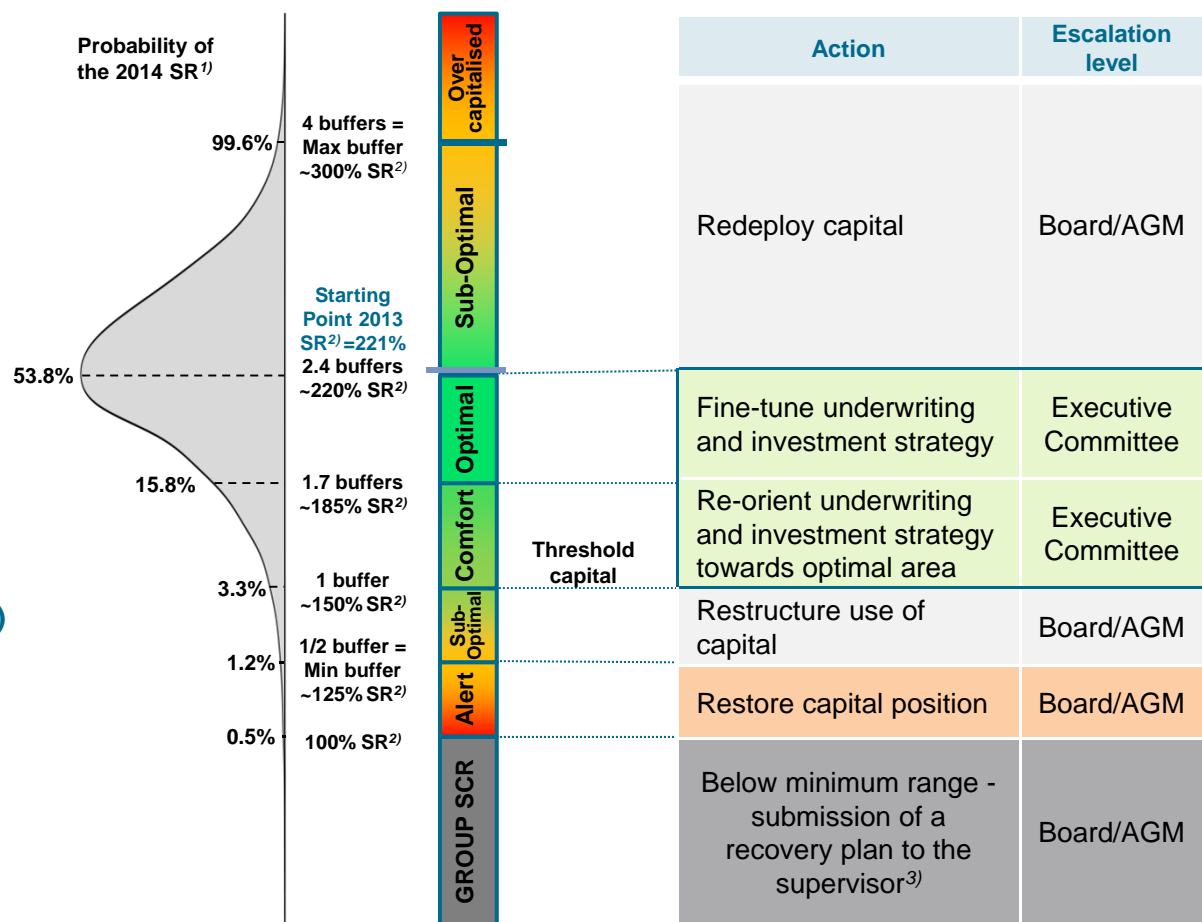 Probability of
the 2014 SR1)
99.6%
53.8%
15.8%
3.3%
1.2%
0.5%
4 buffers =
Max buffer
~300% SR2)
Starting
Point 2013
SR2) =221%
2.4 buffers
~220% SR2)
1.7 buffers
~185% SR2)
1 buffer
~150% SR2)
1/2 buffer =
Min buffer
~125% SR2)
100% SR2)
Over
capitalised
Sub-Optimal
Optimal
Comfort
Sub-
Optimal
Alert
GROUP SCR
Threshold
capital
Action
Escalation
level
Redeploy capital
Board/AGM
Fine-tune underwriting
and investment strategy
Executive
Committee
Re-orient underwriting
and investment strategy
towards optimal area
Executive
Committee
Restructure use of
capital
Board/AGM
Restore capital position
Board/AGM
Below minimum range -
submission of a
recovery plan to the
supervisor3)
Board/AGM